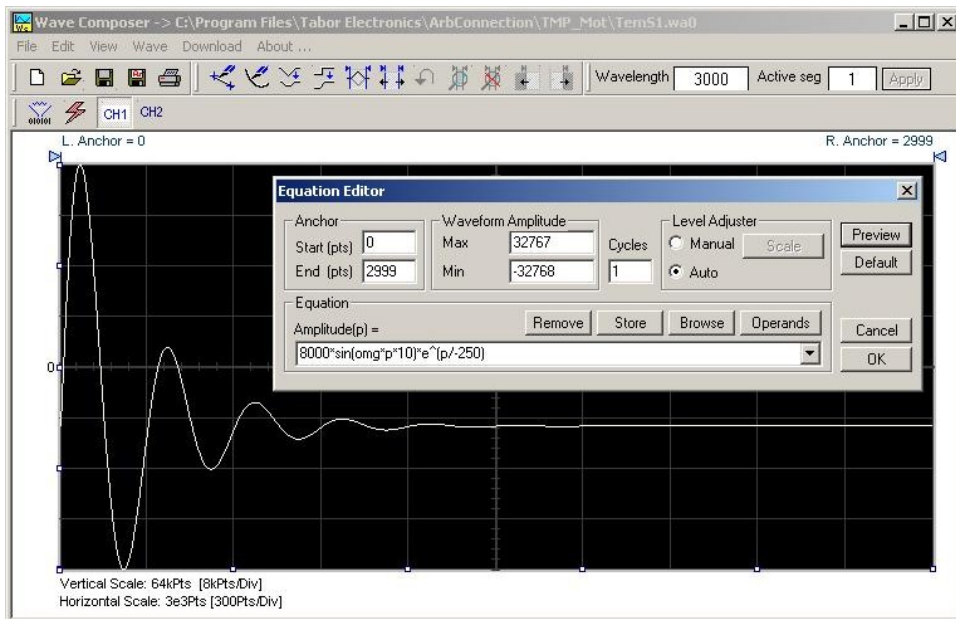 Wave Composer -> C:\Program Files\Tabor Electronics\ArbConnection\TMP_Mot\TemS1.wa0
File Edit View Wave Download About ...
Wavelength 3000 Active seg 1 Apply
010101 CH1 CH2
L. Anchor = 0 R. Anchor = 2999
Equation Editor
Anchor Waveform Amplitude Level Adjuster
Start (pts) 0 Max 32767 Cycles Manual Scale Preview
End (pts) 2999 Min -32768 1 Auto Default
Equation
Amplitude(p) = Remove Store Browse Operands Cancel
8000*sin(omg*p*10)*e^(p/-250) OK
0
Vertical Scale: 64kPts [8kPts/Div]
Horizontal Scale: 3e3Pts [300Pts/Div]